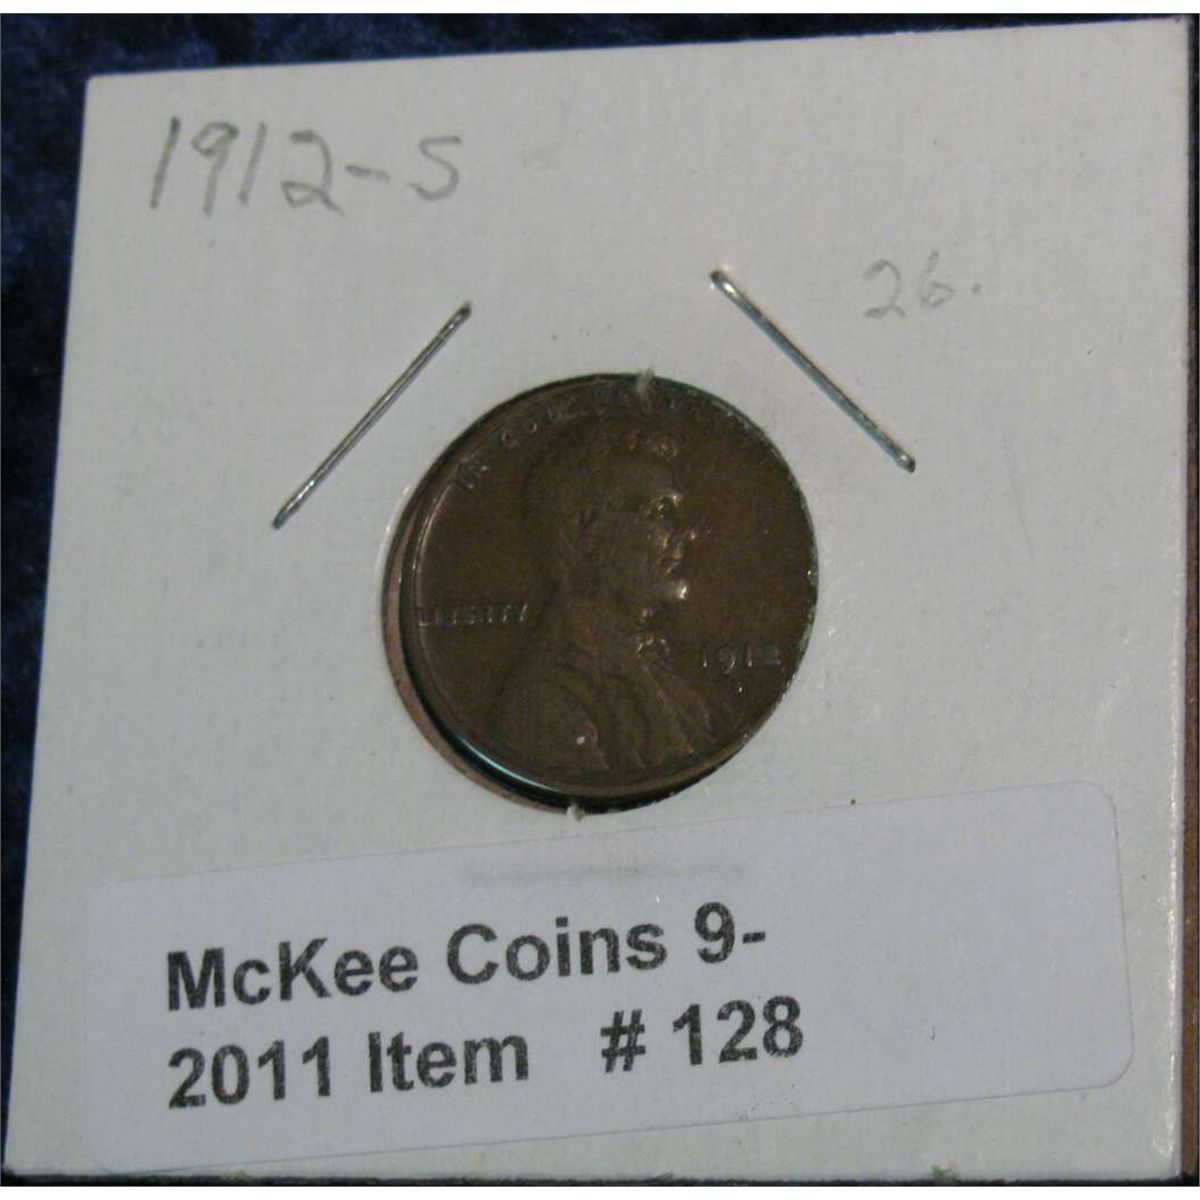 1912-S
26.
IN GOD WE TRUST
LIBERTY
1912
McKee Coins 9-
2011 Item # 128